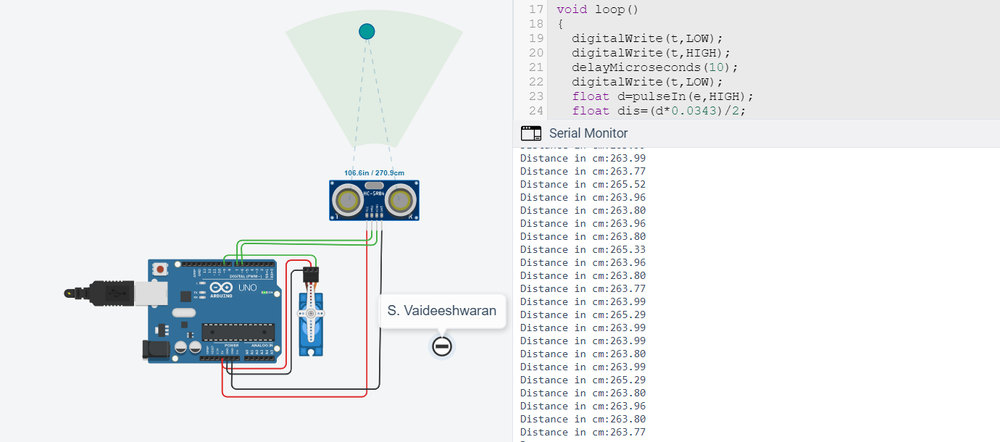 106.6in / 270.9cm
HC-SR04
T
R
DIGITAL (PWM~)
UNO
ARDUINO
POWER
ANALOG IN
S. Vaideeshwaran
17 void loop()
18 {
19 digitalWrite(t,LOW);
20 digitalWrite(t,HIGH);
21 delayMicroseconds(10);
22 digitalWrite(t,LOW);
23 float d=pulseIn(e,HIGH);
24 float dis=(d*0.0343)/2;
Serial Monitor
Distance in cm:263.99
Distance in cm:263.77
Distance in cm:265.52
Distance in cm:263.96
Distance in cm:263.80
Distance in cm:263.96
Distance in cm:263.80
Distance in cm:265.33
Distance in cm:263.96
Distance in cm:263.80
Distance in cm:263.77
Distance in cm:263.99
Distance in cm:265.29
Distance in cm:263.99
Distance in cm:263.99
Distance in cm:263.80
Distance in cm:263.99
Distance in cm:265.29
Distance in cm:263.80
Distance in cm:263.96
Distance in cm:263.80
Distance in cm:263.77